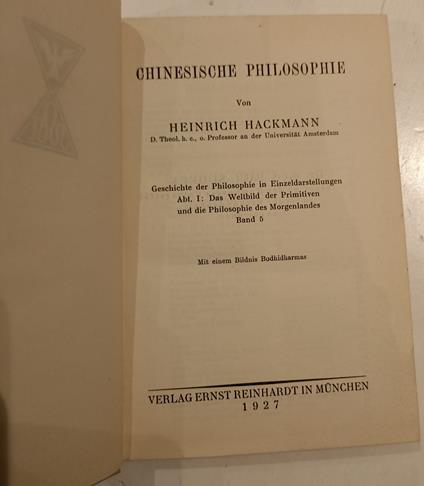 CHINESISCHE PHILOSOPHIE
Von
HEINRICH HACKMANN
D. Theol. h. c., o. Professor an der Universität Amsterdam
Geschichte der Philosophie in Einzeldarstellungen
Abt. I: Das Weltbild der Primitiven
und die Philosophie des Morgenlandes
Band 5
Mit einem Bildnis Bodhidharmas
VERLAG ERNST REINHARDT IN MÜNCHEN
1927